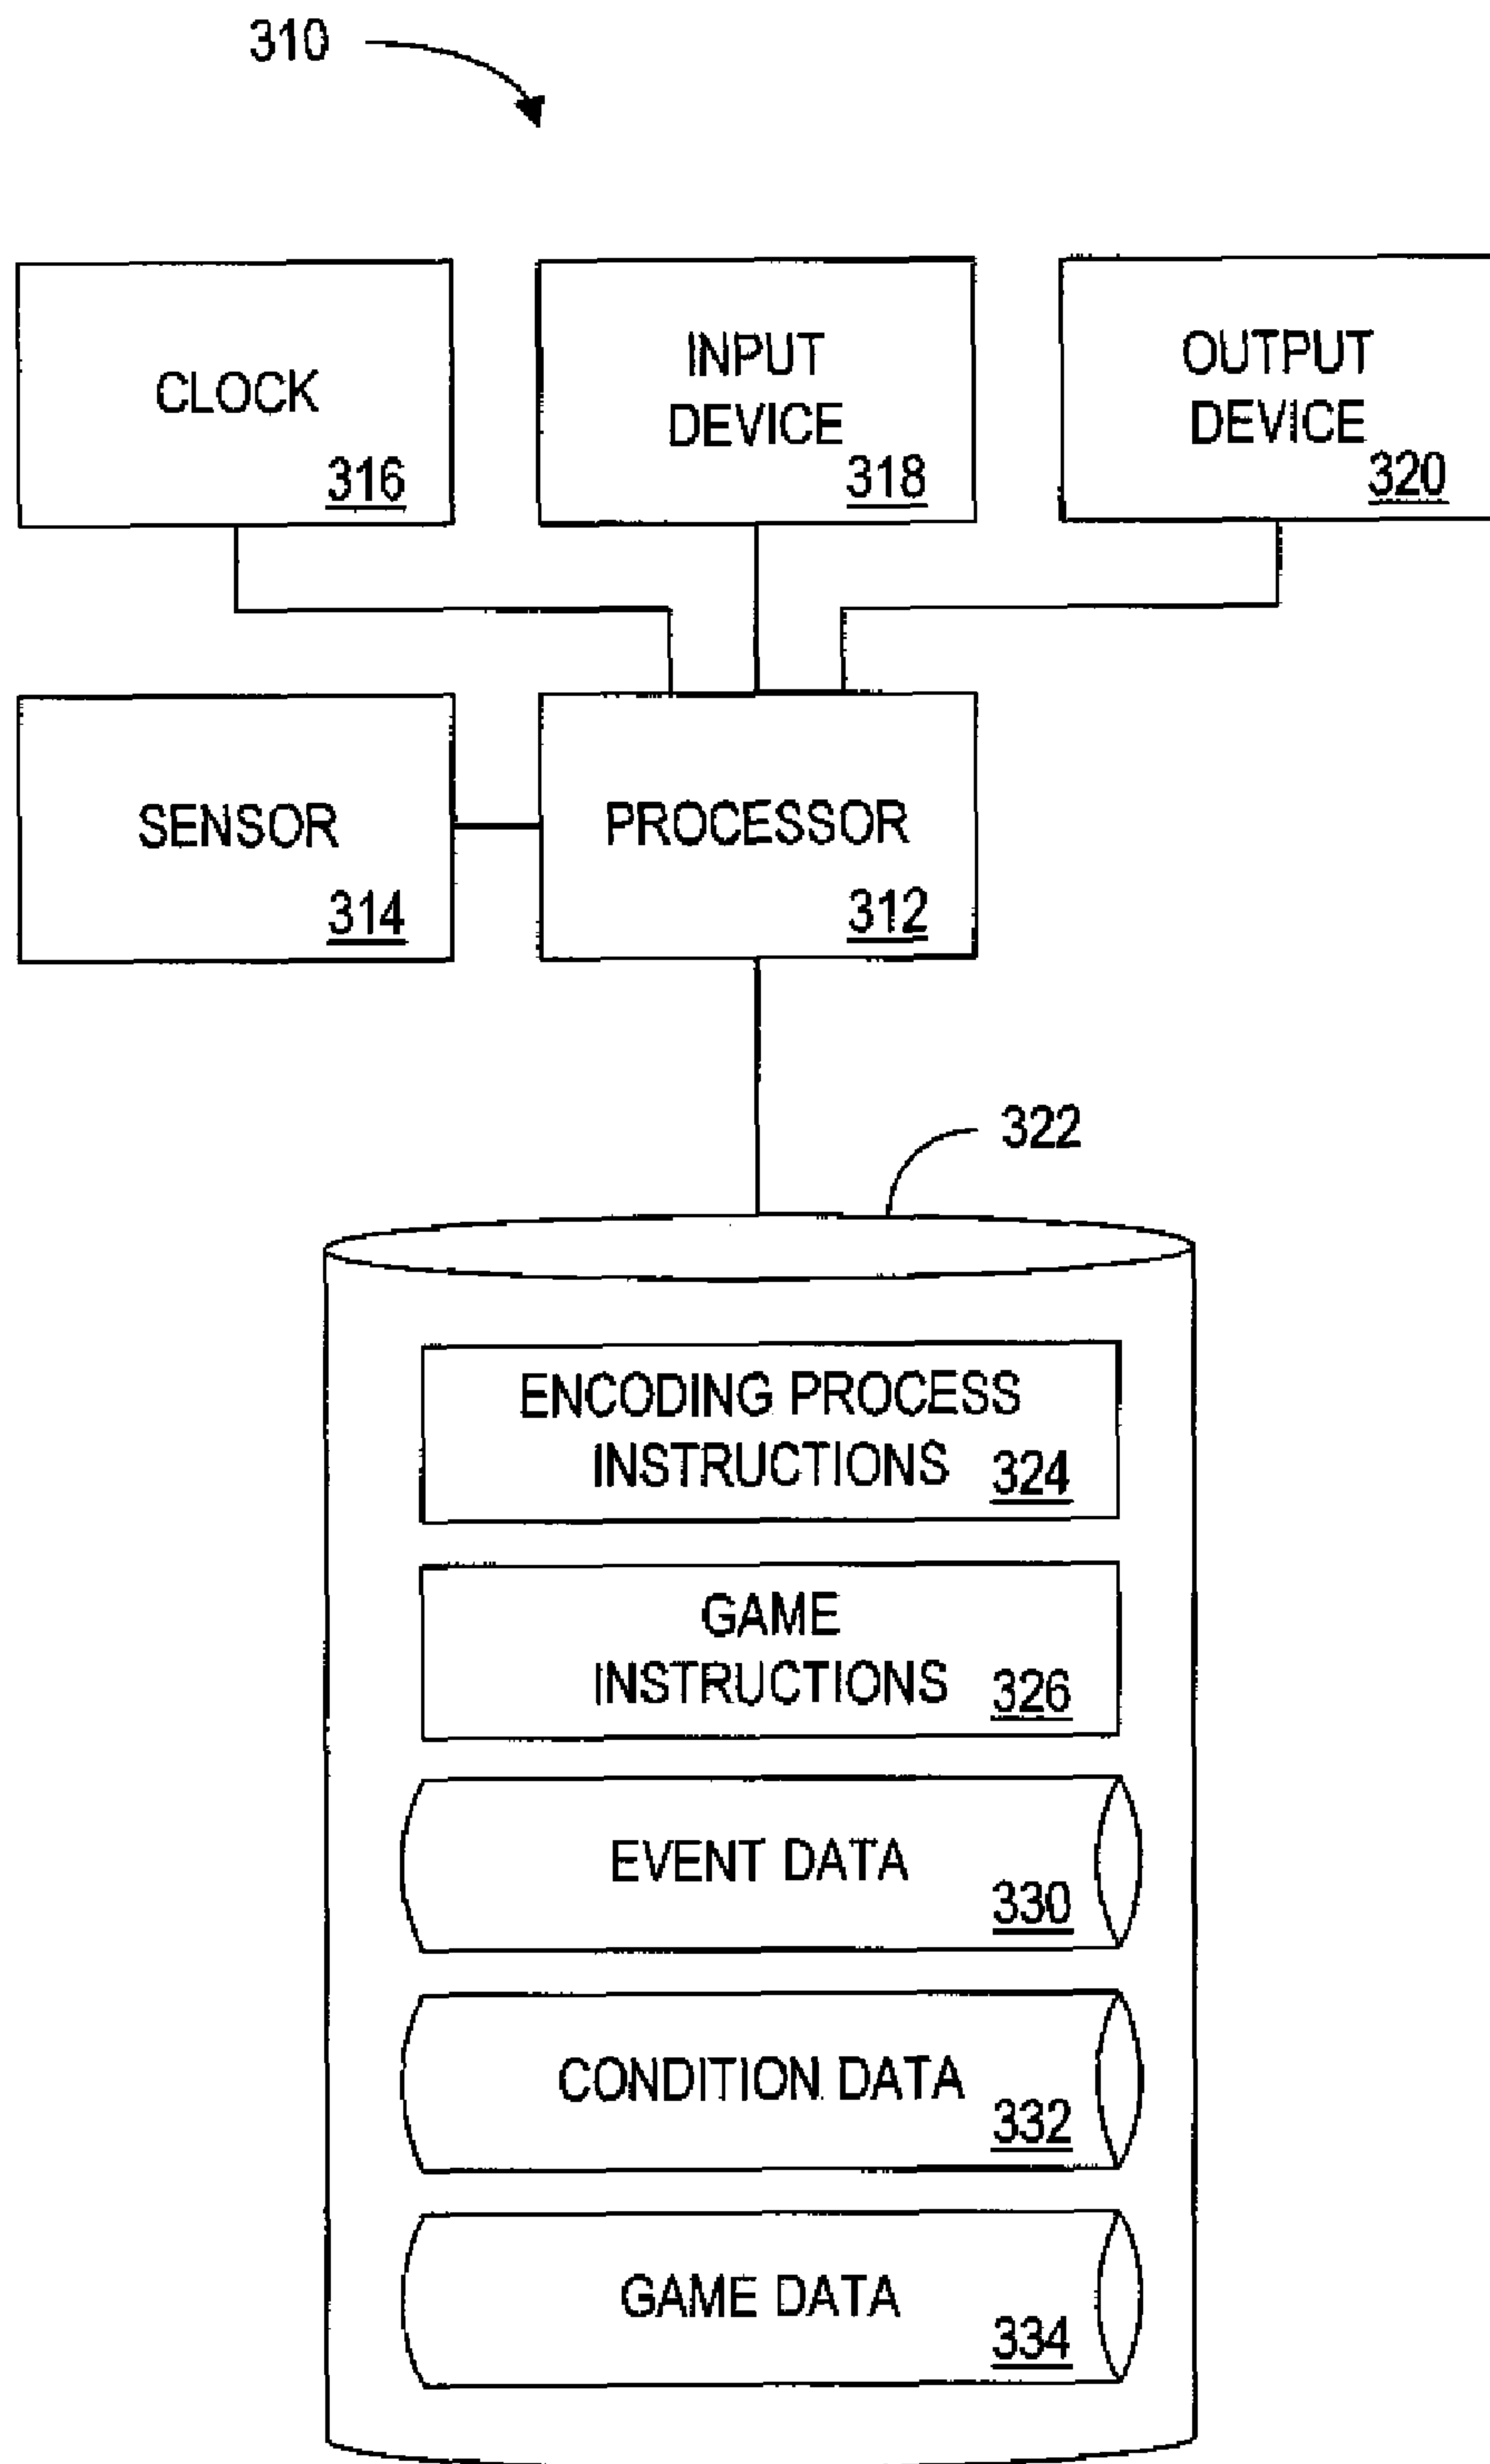 310
CLOCK
316
INPUT
DEVICE
318
OUTPUT
DEVICE
320
SENSOR
314
PROCESSOR
312
322
ENCODING PROCESS
INSTRUCTIONS 324
GAME
INSTRUCTIONS 326
EVENT DATA
330
CONDITION DATA
332
GAME DATA
334